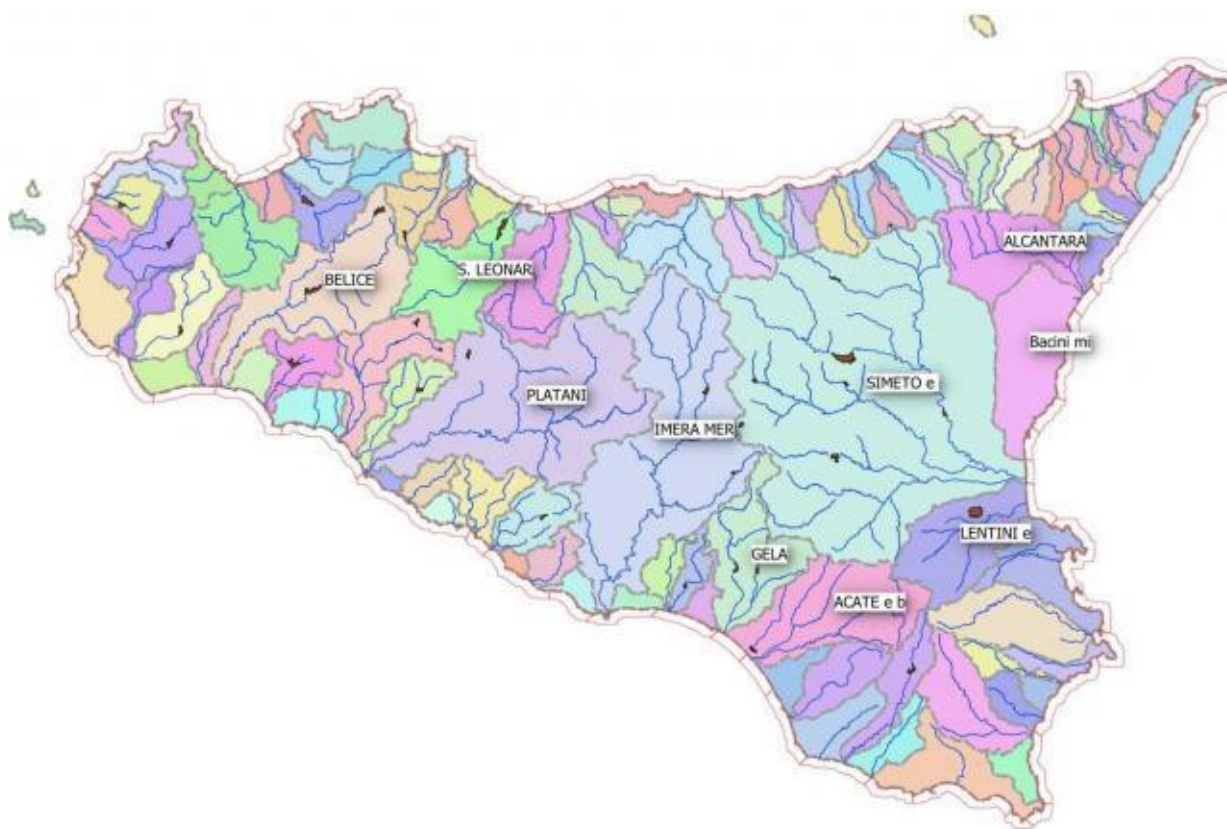 ALCANTARA
S. LEONAR
BELICE
Bacini mi
SIMETO e
PLATANI
IMERA MER
LENTINI e
GELA
ACATE e b